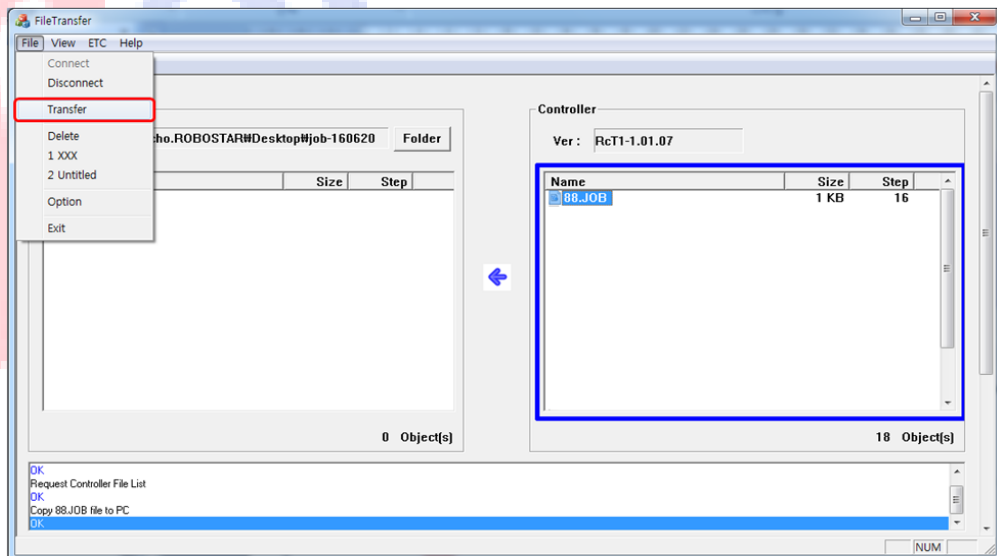 FileTransfer
File View ETC Help
Connect
Disconnect
Transfer
Delete
1 XXX
2 Untitled
Option
Exit
cho.ROBOSTAR₩Desktop₩job-160620 Folder
Size Step
0 Object(s)
Controller
Ver : RcT1-1.01.07
Name Size Step
88.JOB 1 KB 16
18 Object(s)
OK
Request Controller File List
OK
Copy 88.JOB file to PC
OK
NUM